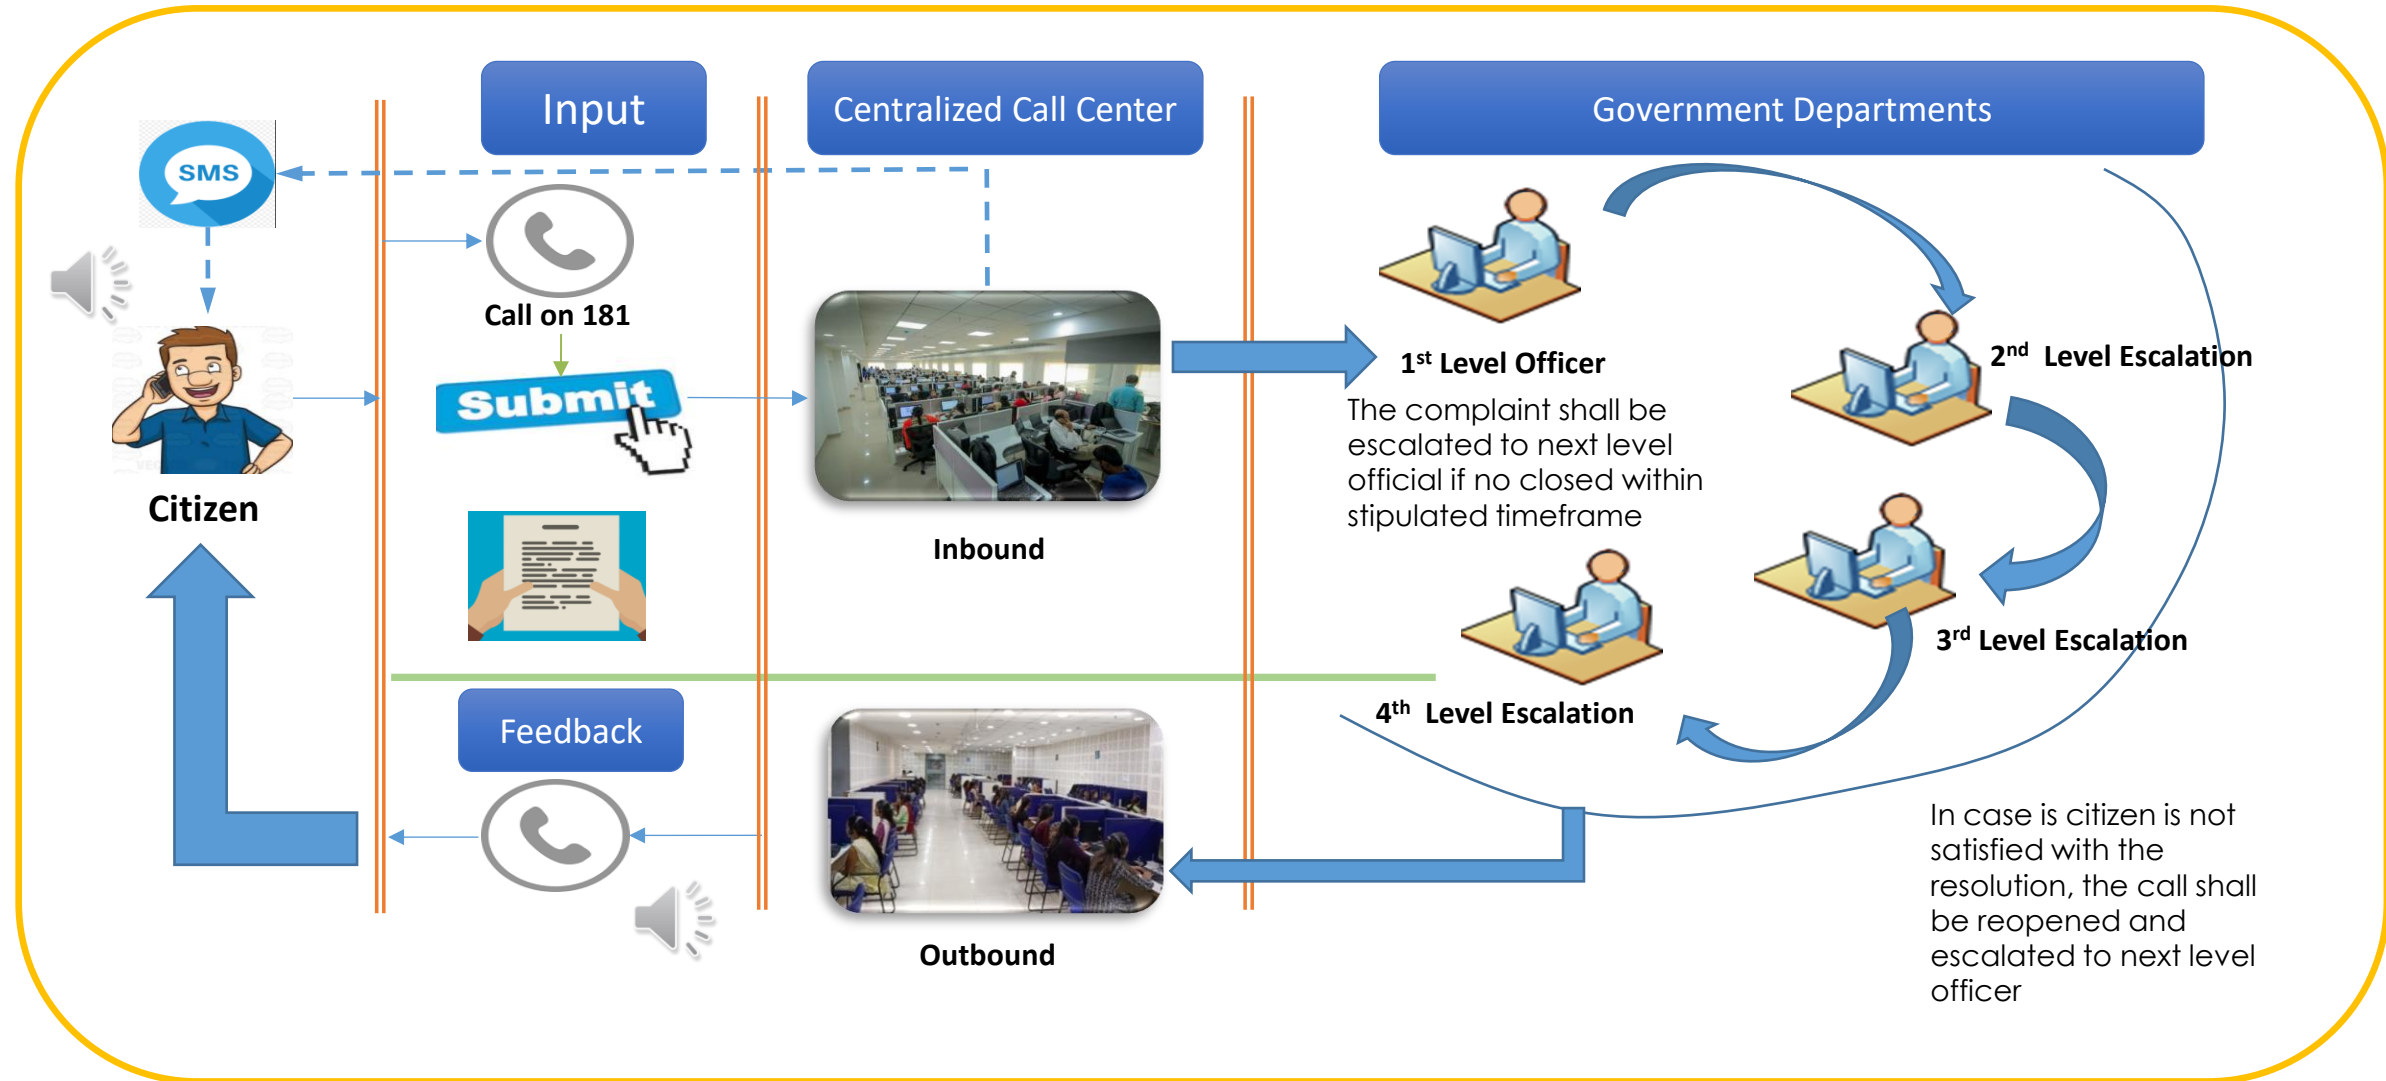 Input
Centralized Call Center
Government Departments
SMS
Call on 181
Submit
Citizen
Inbound
1st Level Officer
The complaint shall be
escalated to next level
official if no closed within
stipulated timeframe
2nd Level Escalation
3rd Level Escalation
4th Level Escalation
Feedback
Outbound
In case is citizen is not
satisfied with the
resolution, the call shall
be reopened and
escalated to next level
officer